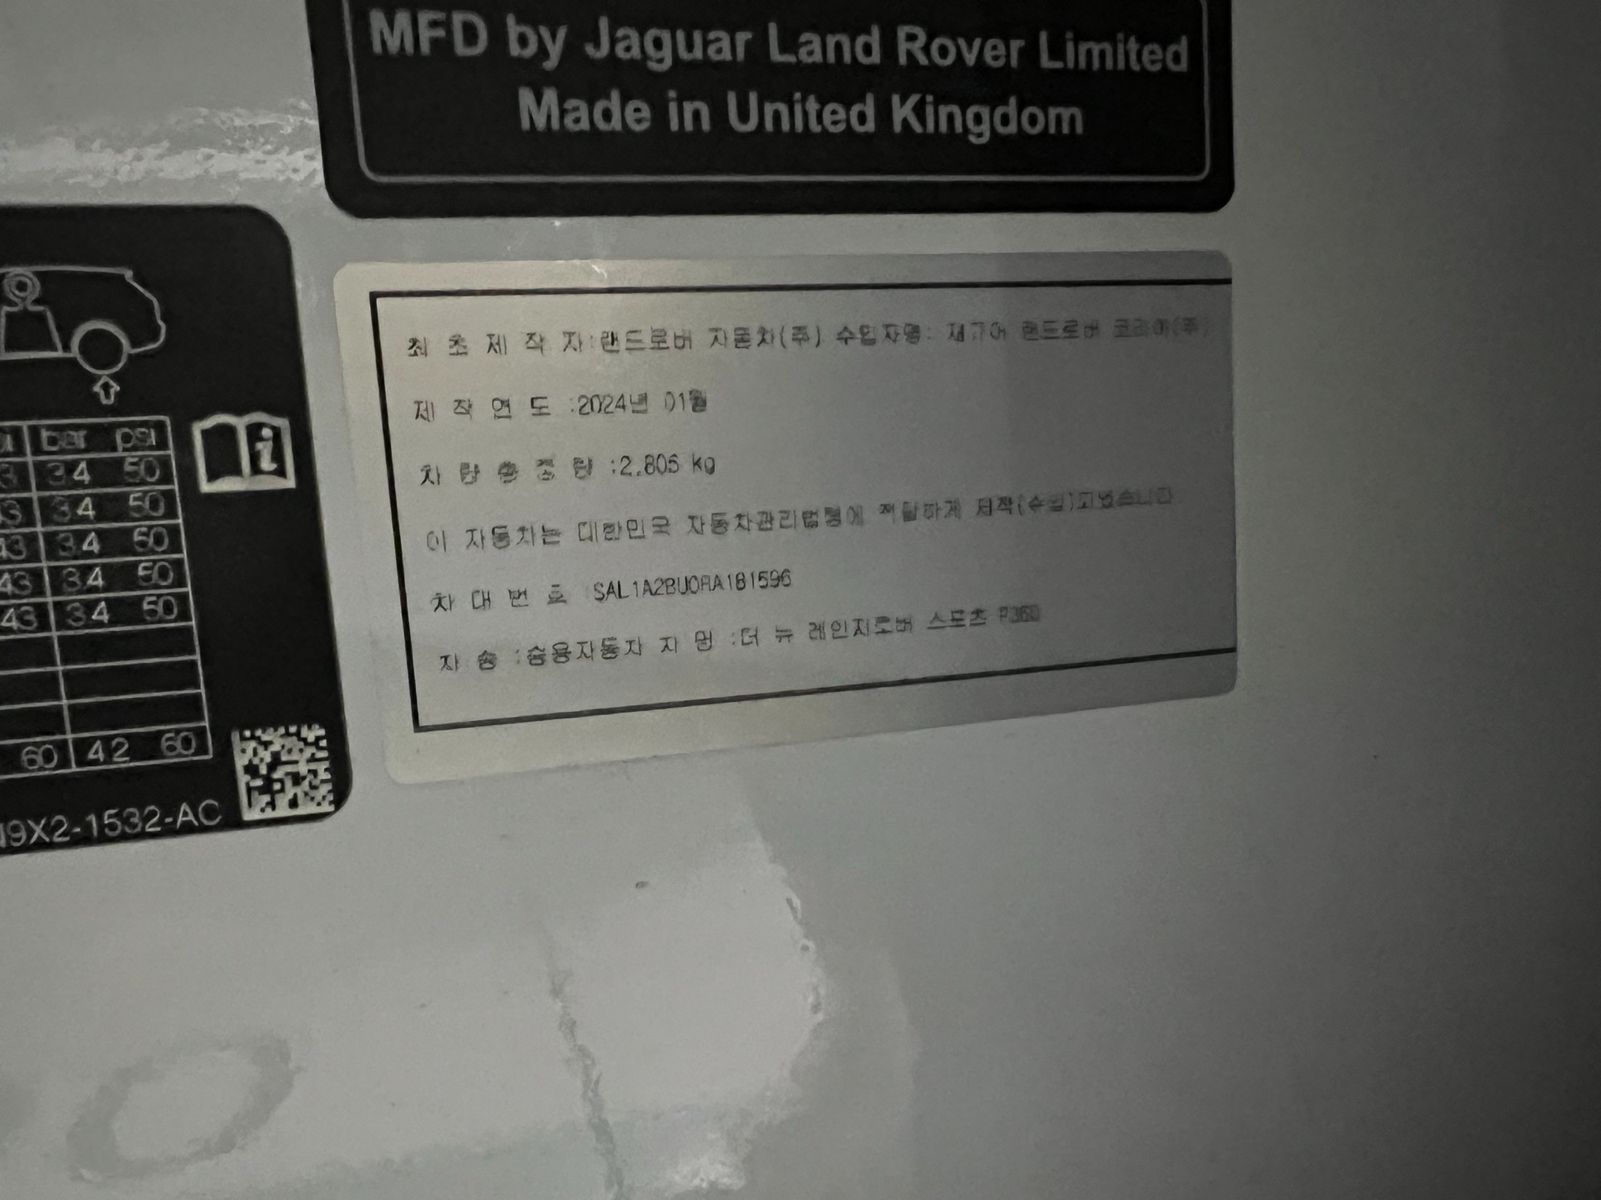 MFD by Jaguar Land Rover Limited
Made in United Kingdom
최 초 제 작 자:랜드로버 자동차(주) 수입자명: 재규어 랜드로버 코리아(주)
제 작 연 도 :2024년 01월
차 량 총 중 량 :2,805 kg
이 자동차는 대한민국 자동차관리법령에 적합하게 제작(수입)되었습니다
차 대 번 호 :SAL1A2BU0RA181596
차 종 :승용자동차 차 명 :더 뉴 레인지로버 스포츠 P360
bar psi
3 3.4 50
43 3.4 50
43 3.4 50
43 3.4 50
43 3.4 50
60 4.2 60
9X2-1532-AC